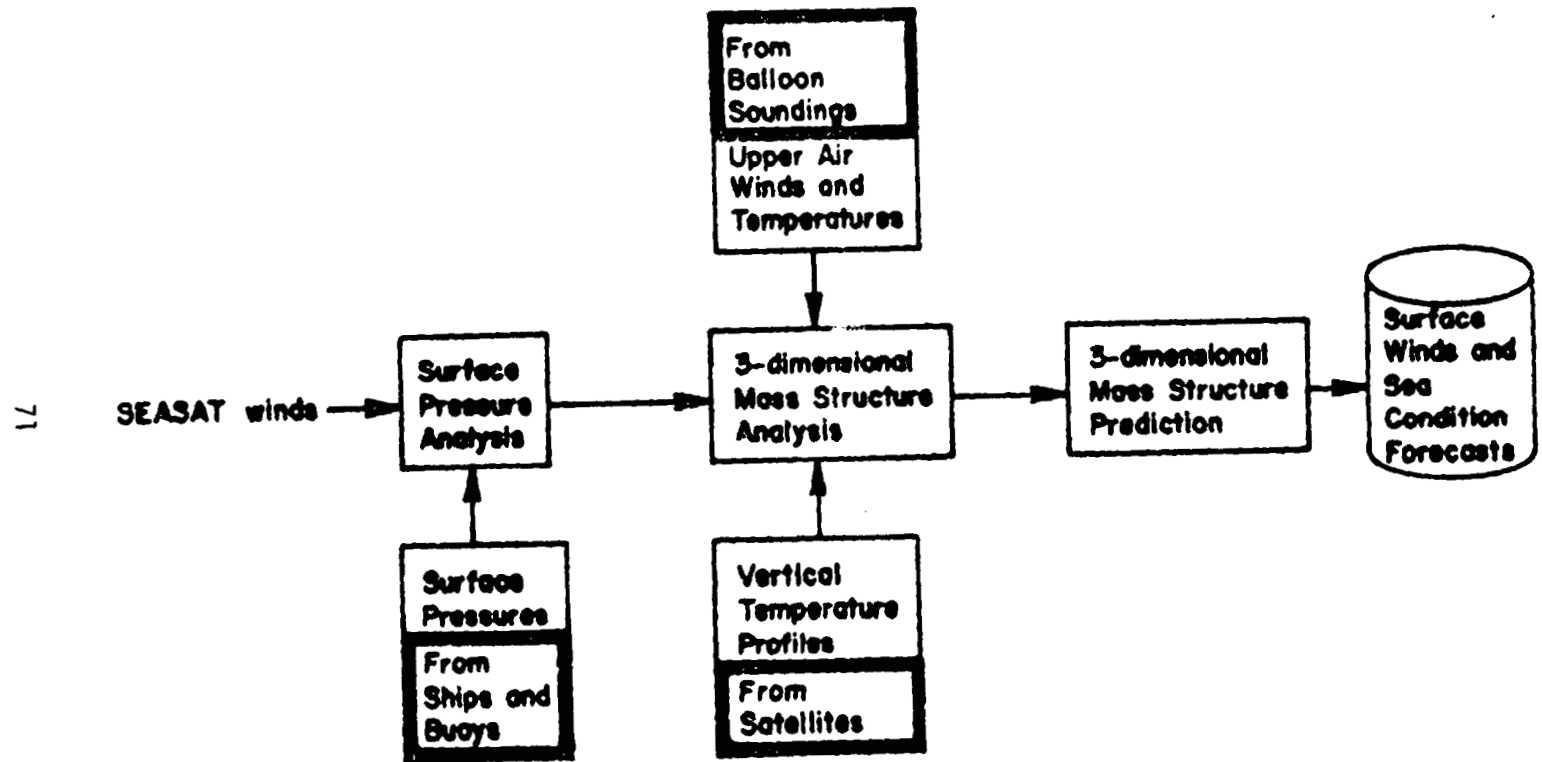 From
Balloon
Soundings
Upper Air
Winds and
Temperatures
SEASAT winds
Surface
Pressure
Analysis
3-dimensional
Mass Structure
Analysis
3-dimensional
Mass Structure
Prediction
Surface
Winds and
Sea
Condition
Forecasts
Surface
Pressures
From
Ships and
Buoys
Vertical
Temperature
Profiles
From
Satellites
77